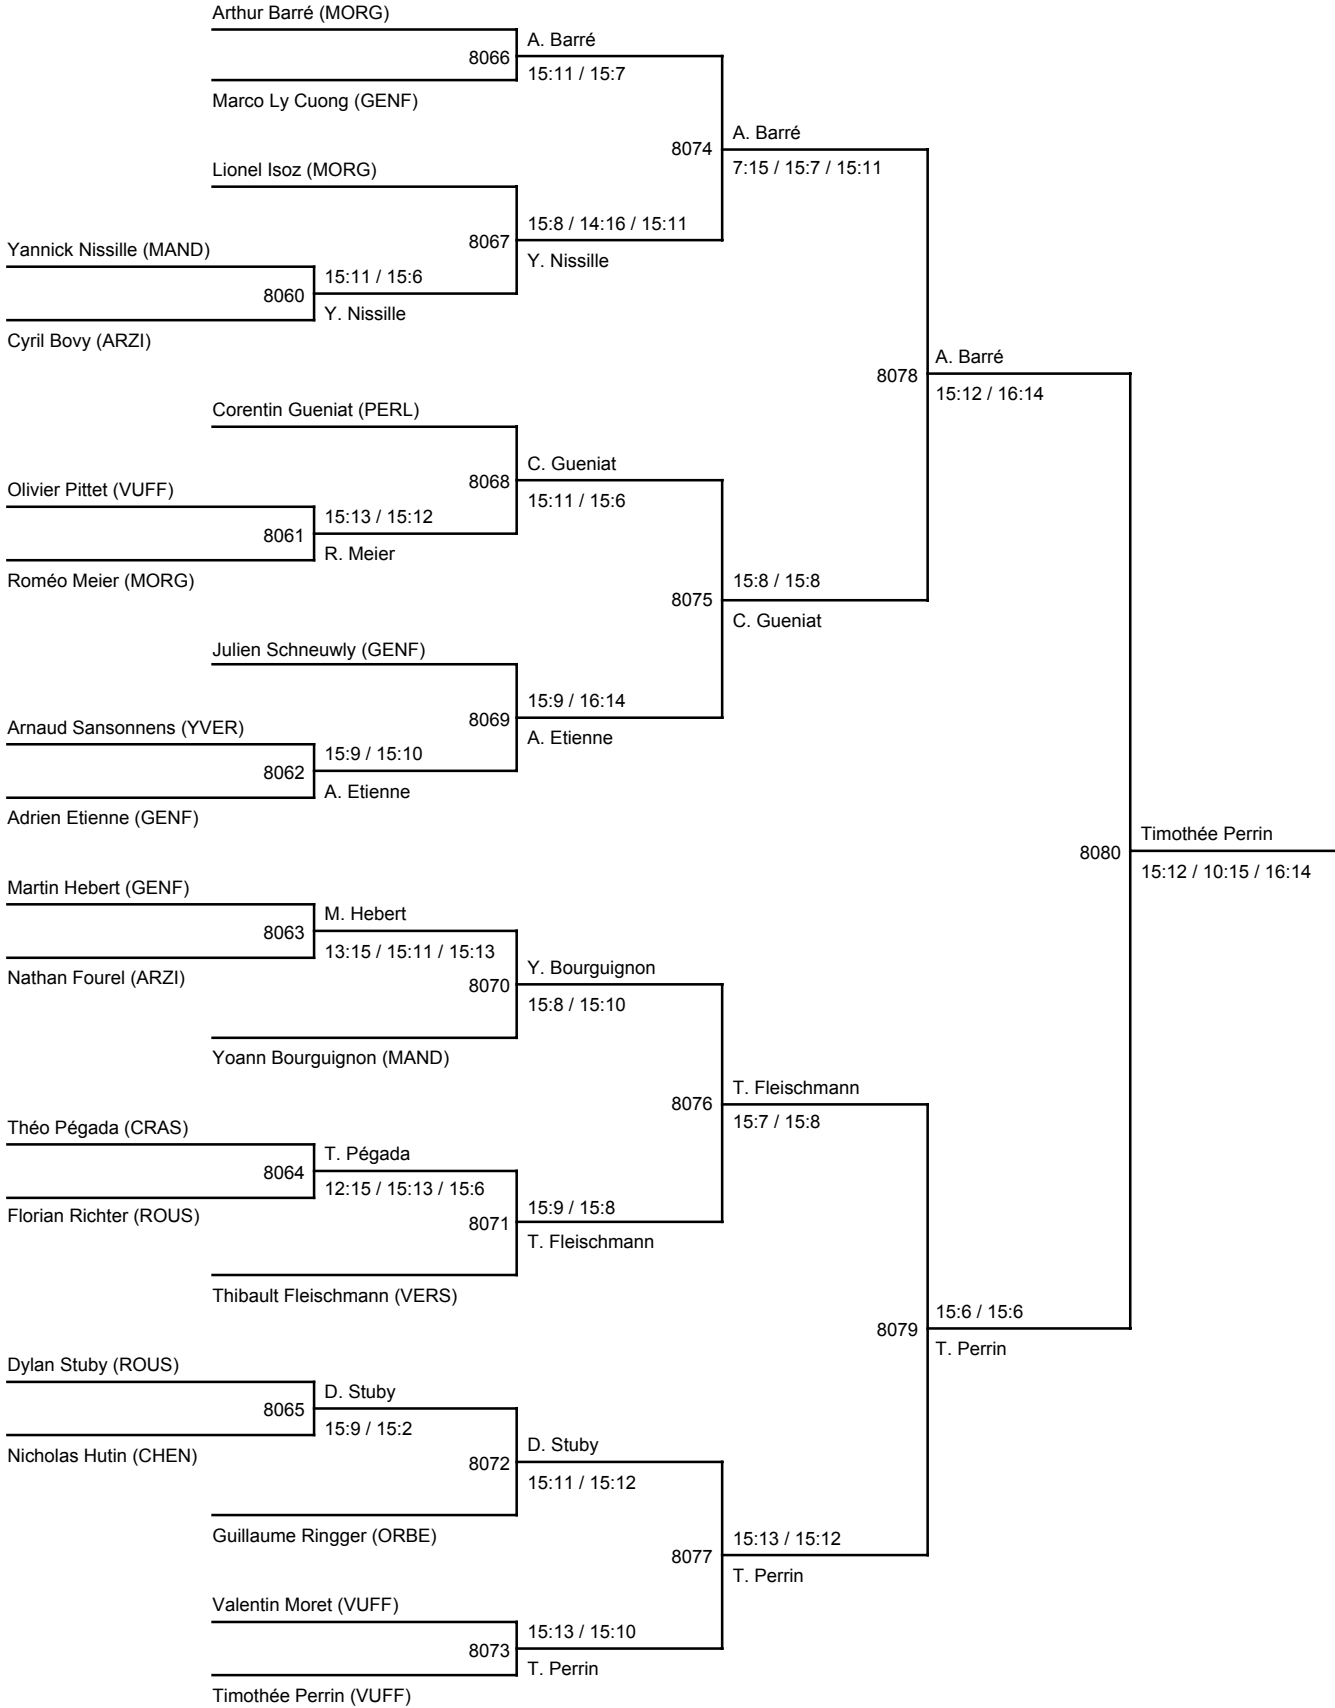 Arthur Barré (MORG)
A. Barré
8066
15:11 / 15:7
Marco Ly Cuong (GENF)
A. Barré
8074
7:15 / 15:7 / 15:11
Lionel Isoz (MORG)
15:8 / 14:16 / 15:11
8067
Y. Nissille
Yannick Nissille (MAND)
15:11 / 15:6
8060
Y. Nissille
Cyril Bovy (ARZI)
A. Barré
8078
15:12 / 16:14
Corentin Gueniat (PERL)
C. Gueniat
8068
15:11 / 15:6
Olivier Pittet (VUFF)
15:13 / 15:12
8061
R. Meier
Roméo Meier (MORG)
15:8 / 15:8
8075
C. Gueniat
Julien Schneuwly (GENF)
15:9 / 16:14
8069
A. Etienne
Arnaud Sansonnens (YVER)
15:9 / 15:10
8062
A. Etienne
Adrien Etienne (GENF)
Timothée Perrin
8080
15:12 / 10:15 / 16:14
Martin Hebert (GENF)
M. Hebert
8063
13:15 / 15:11 / 15:13
Nathan Fourel (ARZI)
Y. Bourguignon
8070
15:8 / 15:10
Yoann Bourguignon (MAND)
T. Fleischmann
8076
15:7 / 15:8
Théo Pégada (CRAS)
T. Pégada
8064
12:15 / 15:13 / 15:6
Florian Richter (ROUS)
15:9 / 15:8
8071
T. Fleischmann
Thibault Fleischmann (VERS)
15:6 / 15:6
8079
T. Perrin
Dylan Stuby (ROUS)
D. Stuby
8065
15:9 / 15:2
Nicholas Hutin (CHEN)
D. Stuby
8072
15:11 / 15:12
Guillaume Ringger (ORBE)
15:13 / 15:12
8077
T. Perrin
Valentin Moret (VUFF)
15:13 / 15:10
8073
T. Perrin
Timothée Perrin (VUFF)